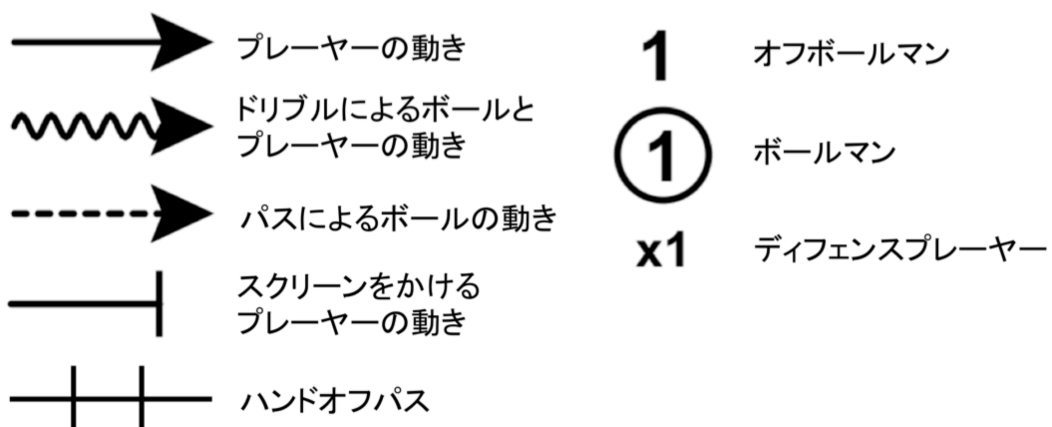 プレーヤーの動き
ドリブルによるボールと
プレーヤーの動き
パスによるボールの動き
スクリーンをかける
プレーヤーの動き
ハンドオフパス
1 オフボールマン
1 ボールマン
x1 ディフェンスプレーヤー